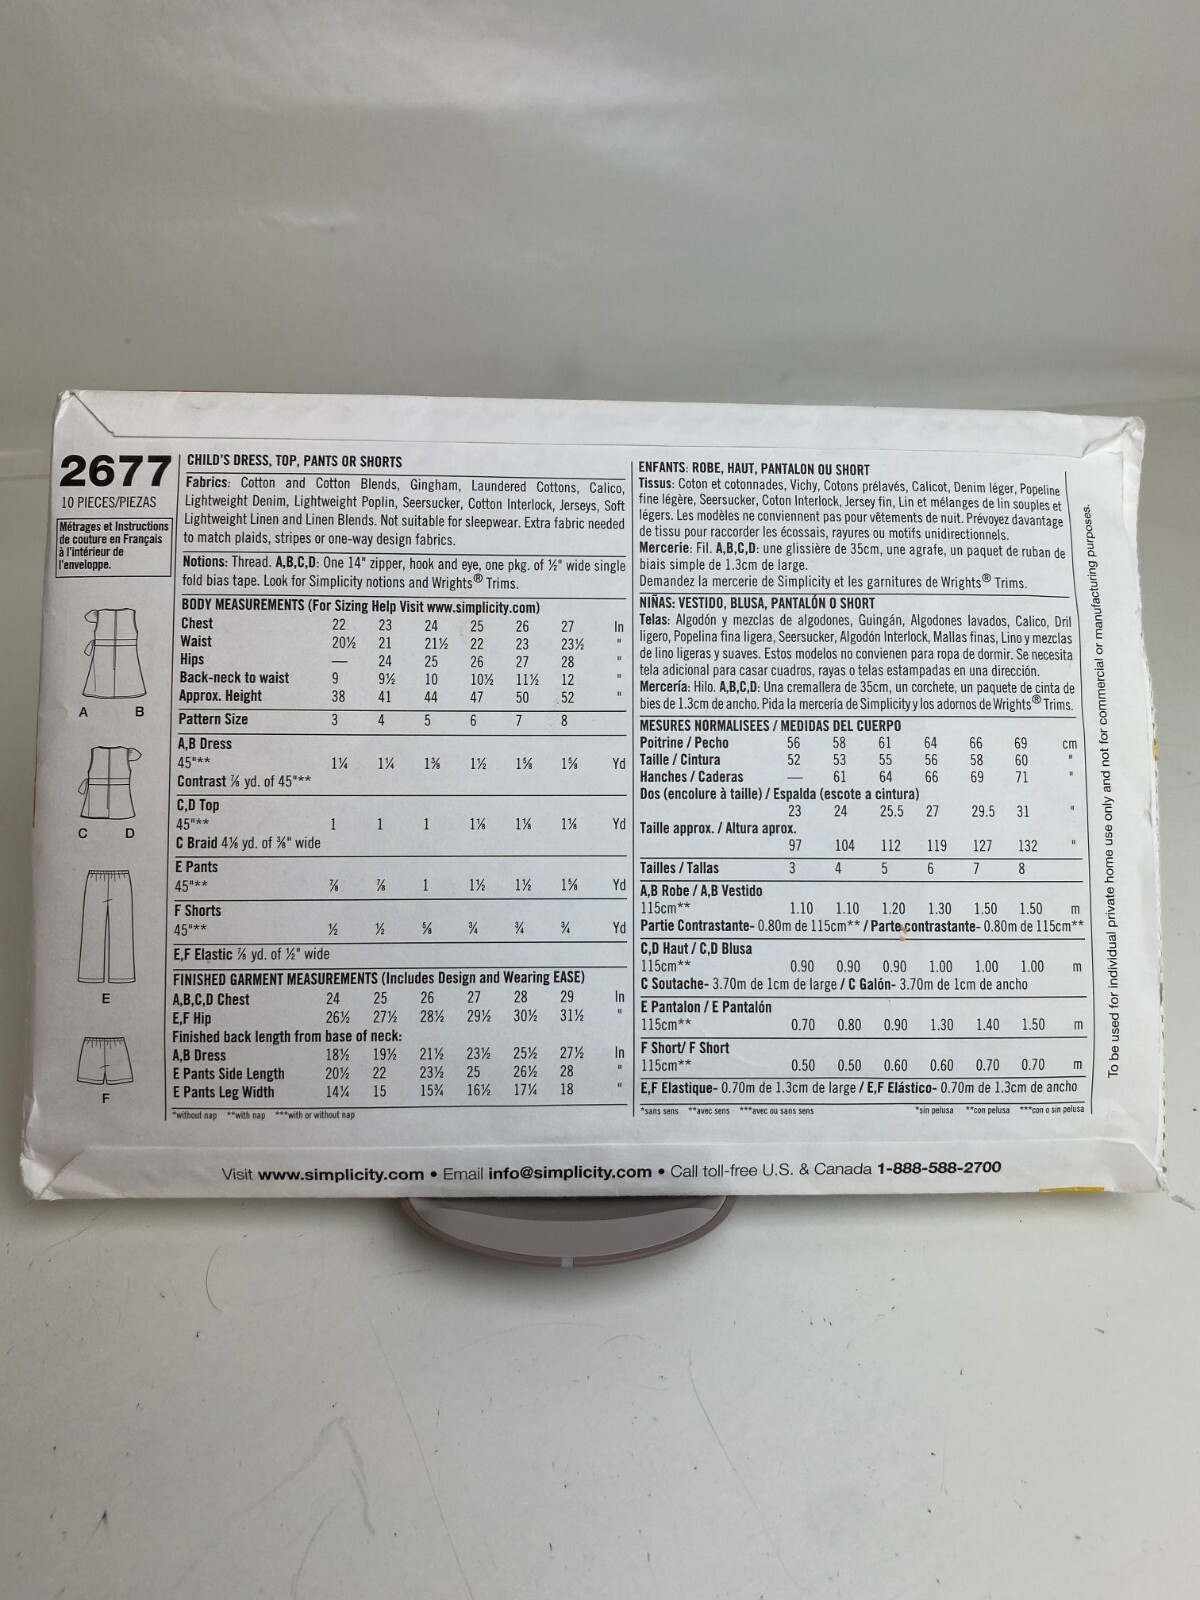 2677
10 PIECES/PIEZAS
Métrages et Instructions
de couture en Français
à l'intérieur de
l'enveloppe.
A B
C D
E
F
CHILD'S DRESS, TOP, PANTS OR SHORTS
Fabrics: Cotton and Cotton Blends, Gingham, Laundered Cottons, Calico,
Lightweight Denim, Lightweight Poplin, Seersucker, Cotton Interlock, Jerseys, Soft
Lightweight Linen and Linen Blends. Not suitable for sleepwear. Extra fabric needed
to match plaids, stripes or one-way design fabrics.
Notions: Thread. A,B,C,D: One 14" zipper, hook and eye, one pkg. of ½" wide single
fold bias tape. Look for Simplicity notions and Wrights® Trims.
BODY MEASUREMENTS (For Sizing Help Visit www.simplicity.com)
Chest 22 23 24 25 26 27 In
Waist 20½ 21 21½ 22 23 23½ "
Hips — 24 25 26 27 28 "
Back-neck to waist 9 9½ 10 10½ 11½ 12 "
Approx. Height 38 41 44 47 50 52 "
Pattern Size 3 4 5 6 7 8
A,B Dress
45"** 1¼ 1¼ 1⅜ 1½ 1⅝ 1⅝ Yd
Contrast ⅞ yd. of 45"**
C,D Top
45"** 1 1 1 1⅛ 1⅛ 1⅛ Yd
C Braid 4⅛ yd. of ⅜" wide
E Pants
45"** ⅞ ⅞ 1 1½ 1½ 1⅝ Yd
F Shorts
45"** ½ ½ ⅝ ¾ ¾ ¾ Yd
E,F Elastic ⅞ yd. of ½" wide
FINISHED GARMENT MEASUREMENTS (Includes Design and Wearing EASE)
A,B,C,D Chest 24 25 26 27 28 29 In
E,F Hip 26½ 27½ 28½ 29½ 30½ 31½ "
Finished back length from base of neck:
A,B Dress 18½ 19½ 21½ 23½ 25½ 27½ In
E Pants Side Length 20½ 22 23½ 25 26½ 28 "
E Pants Leg Width 14¼ 15 15¾ 16½ 17¼ 18 "
*without nap **with nap ***with or without nap
ENFANTS: ROBE, HAUT, PANTALON OU SHORT
Tissus: Coton et cotonnades, Vichy, Cotons prélavés, Calicot, Denim léger, Popeline
fine légère, Seersucker, Coton Interlock, Jersey fin, Lin et mélanges de lin souples et
légers. Les modèles ne conviennent pas pour vêtements de nuit. Prévoyez davantage
de tissu pour raccorder les écossais, rayures ou motifs unidirectionnels.
Mercerie: Fil. A,B,C,D: une glissière de 35cm, une agrafe, un paquet de ruban de
biais simple de 1.3cm de large.
Demandez la mercerie de Simplicity et les garnitures de Wrights® Trims.
NIÑAS: VESTIDO, BLUSA, PANTALÓN O SHORT
Telas: Algodón y mezclas de algodones, Guingán, Algodones lavados, Calico, Dril
ligero, Popelina fina ligera, Seersucker, Algodón Interlock, Mallas finas, Lino y mezclas
de lino ligeras y suaves. Estos modelos no convienen para ropa de dormir. Se necesita
tela adicional para casar cuadros, rayas o telas estampadas en una dirección.
Mercería: Hilo. A,B,C,D: Una cremallera de 35cm, un corchete, un paquete de cinta de
bies de 1.3cm de ancho. Pida la mercería de Simplicity y los adornos de Wrights® Trims.
MESURES NORMALISEES / MEDIDAS DEL CUERPO
Poitrine / Pecho 56 58 61 64 66 69 cm
Taille / Cintura 52 53 55 56 58 60 "
Hanches / Caderas — 61 64 66 69 71 "
Dos (encolure à taille) / Espalda (escote a cintura)
23 24 25.5 27 29.5 31 "
Taille approx. / Altura aprox.
97 104 112 119 127 132 "
Tailles / Tallas 3 4 5 6 7 8
A,B Robe / A,B Vestido
115cm** 1.10 1.10 1.20 1.30 1.50 1.50 m
Partie Contrastante- 0.80m de 115cm** / Parte contrastante- 0.80m de 115cm**
C,D Haut / C,D Blusa
115cm** 0.90 0.90 0.90 1.00 1.00 1.00 m
C Soutache- 3.70m de 1cm de large / C Galón- 3.70m de 1cm de ancho
E Pantalon / E Pantalón
115cm** 0.70 0.80 0.90 1.30 1.40 1.50 m
F Short/ F Short
115cm** 0.50 0.50 0.60 0.60 0.70 0.70 m
E,F Elastique- 0.70m de 1.3cm de large / E,F Elástico- 0.70m de 1.3cm de ancho
*sans sens **avec sens ***avec ou sans sens *sin pelusa **con pelusa ***con o sin pelusa
To be used for individual private home use only and not for commercial or manufacturing purposes.
Visit www.simplicity.com • Email info@simplicity.com • Call toll-free U.S. & Canada 1-888-588-2700